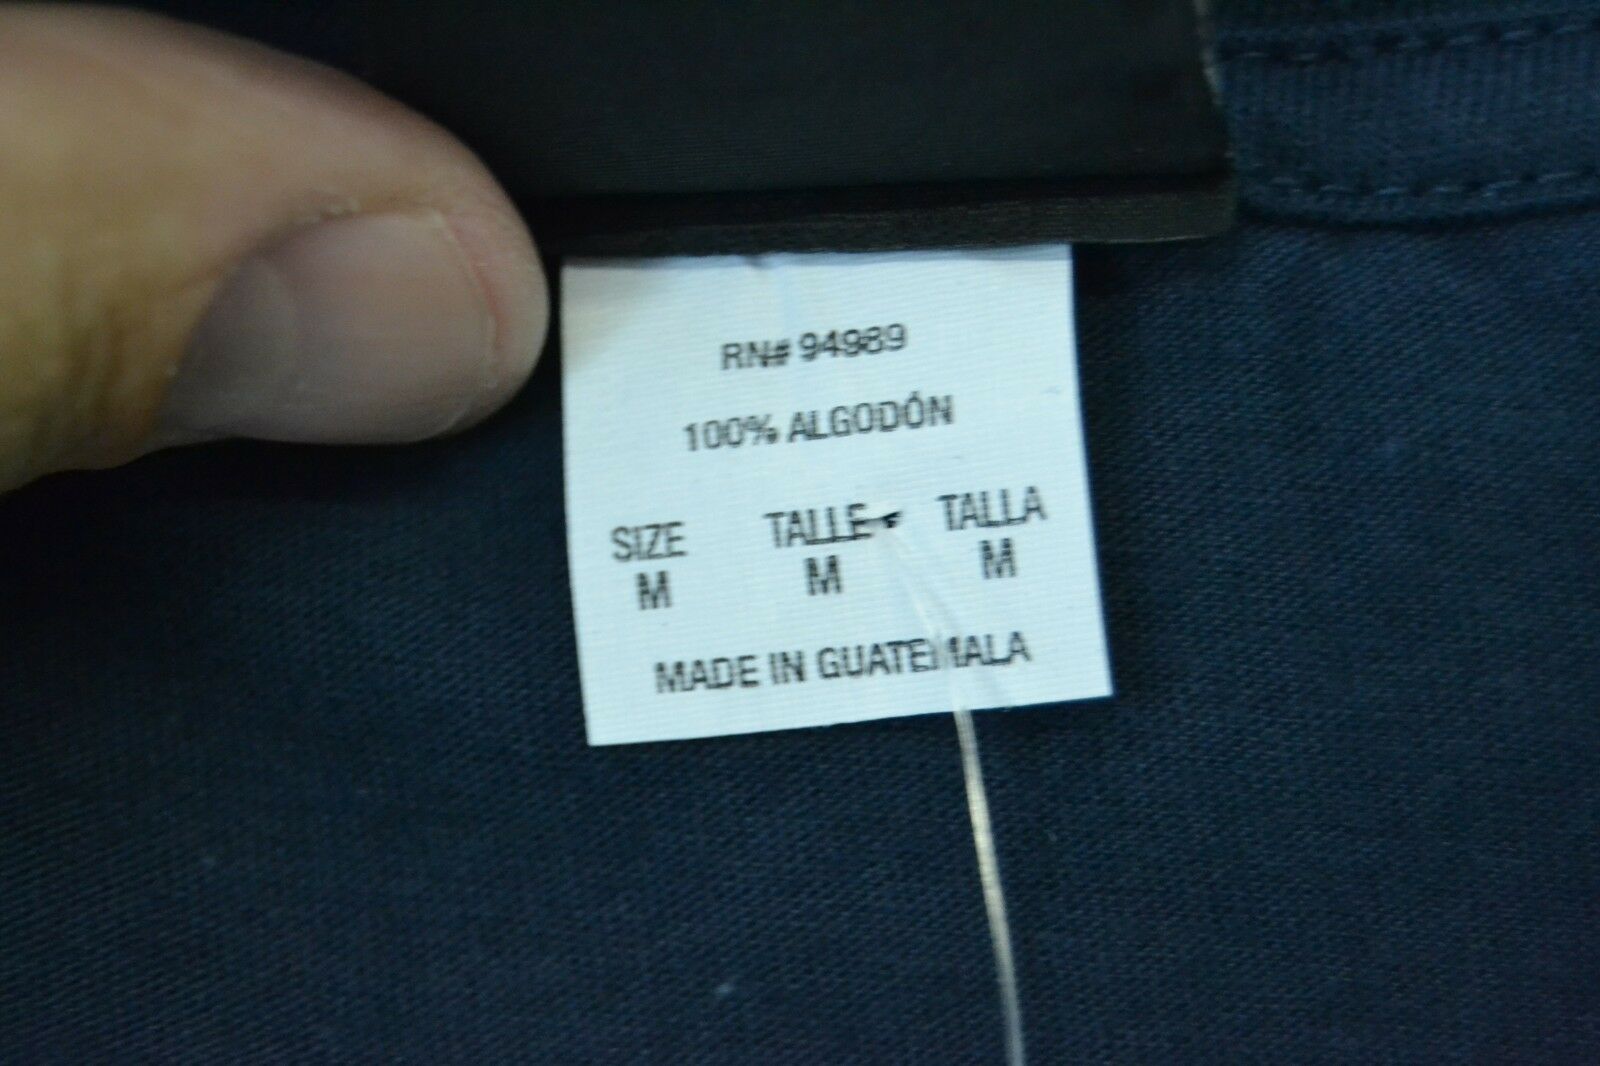 RN# 94989
100% ALGODÓN
SIZE TALLE TALLA
M M M
MADE IN GUATEMALA